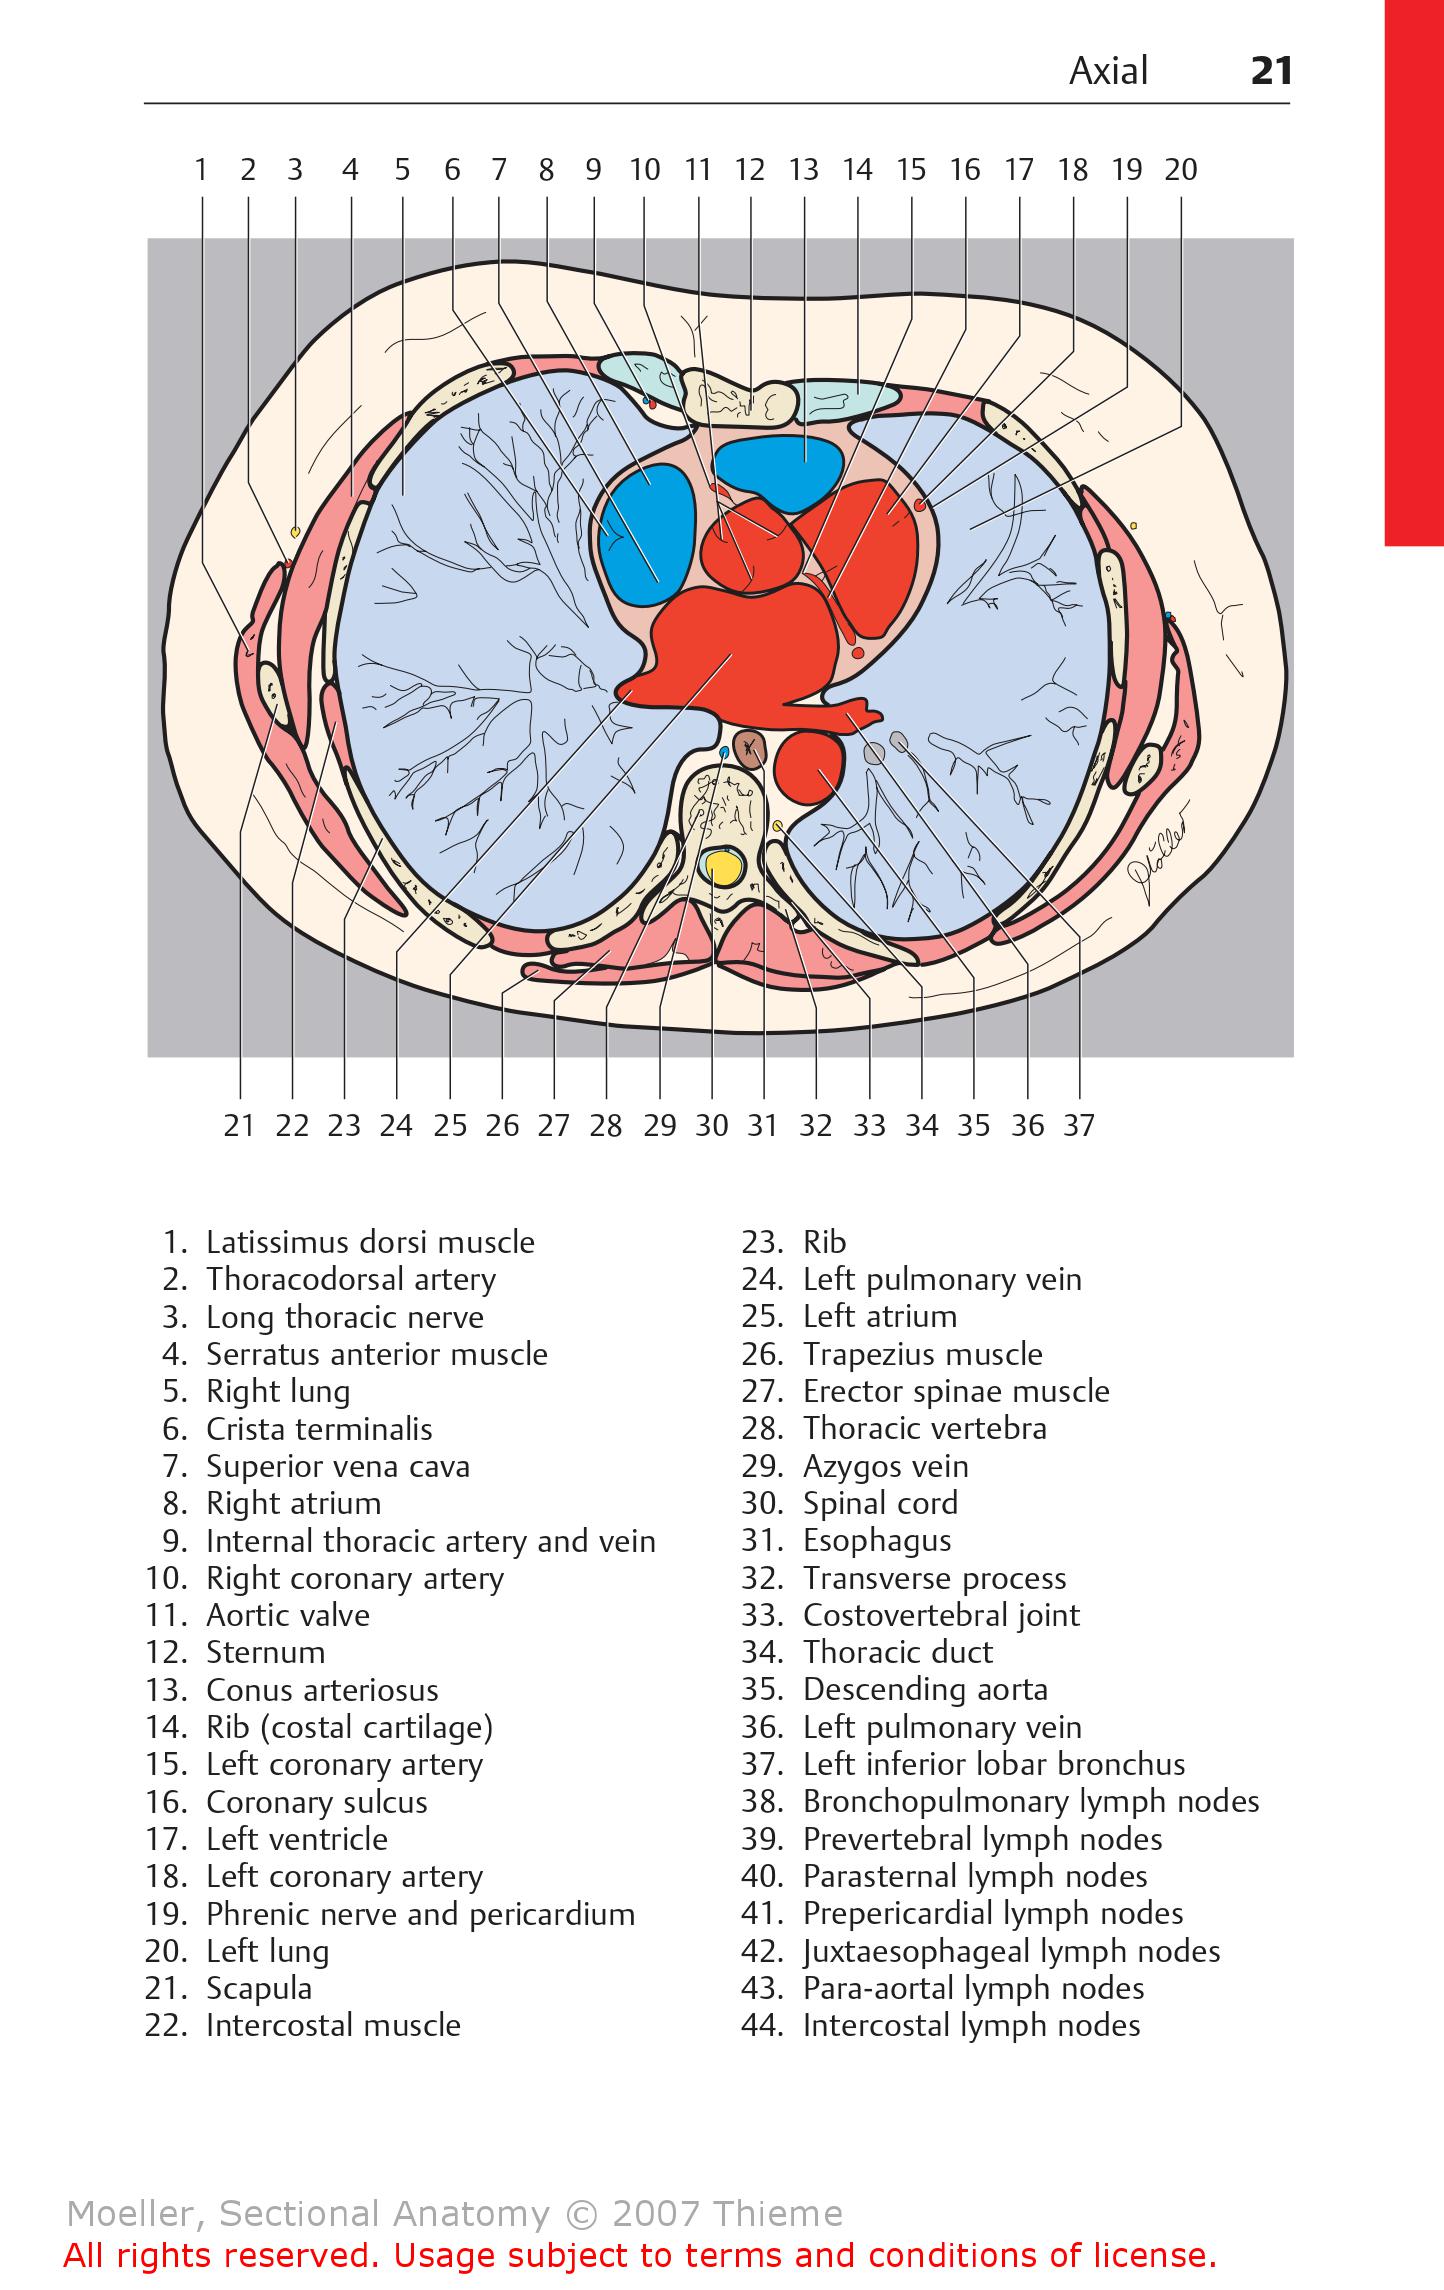 Axial 21
1 2 3 4 5 6 7 8 9 10 11 12 13 14 15 16 17 18 19 20
21 22 23 24 25 26 27 28 29 30 31 32 33 34 35 36 37
1. Latissimus dorsi muscle
2. Thoracodorsal artery
3. Long thoracic nerve
4. Serratus anterior muscle
5. Right lung
6. Crista terminalis
7. Superior vena cava
8. Right atrium
9. Internal thoracic artery and vein
10. Right coronary artery
11. Aortic valve
12. Sternum
13. Conus arteriosus
14. Rib (costal cartilage)
15. Left coronary artery
16. Coronary sulcus
17. Left ventricle
18. Left coronary artery
19. Phrenic nerve and pericardium
20. Left lung
21. Scapula
22. Intercostal muscle
23. Rib
24. Left pulmonary vein
25. Left atrium
26. Trapezius muscle
27. Erector spinae muscle
28. Thoracic vertebra
29. Azygos vein
30. Spinal cord
31. Esophagus
32. Transverse process
33. Costovertebral joint
34. Thoracic duct
35. Descending aorta
36. Left pulmonary vein
37. Left inferior lobar bronchus
38. Bronchopulmonary lymph nodes
39. Prevertebral lymph nodes
40. Parasternal lymph nodes
41. Prepericardial lymph nodes
42. Juxtaesophageal lymph nodes
43. Para-aortal lymph nodes
44. Intercostal lymph nodes
Moeller, Sectional Anatomy © 2007 Thieme
All rights reserved. Usage subject to terms and conditions of license.